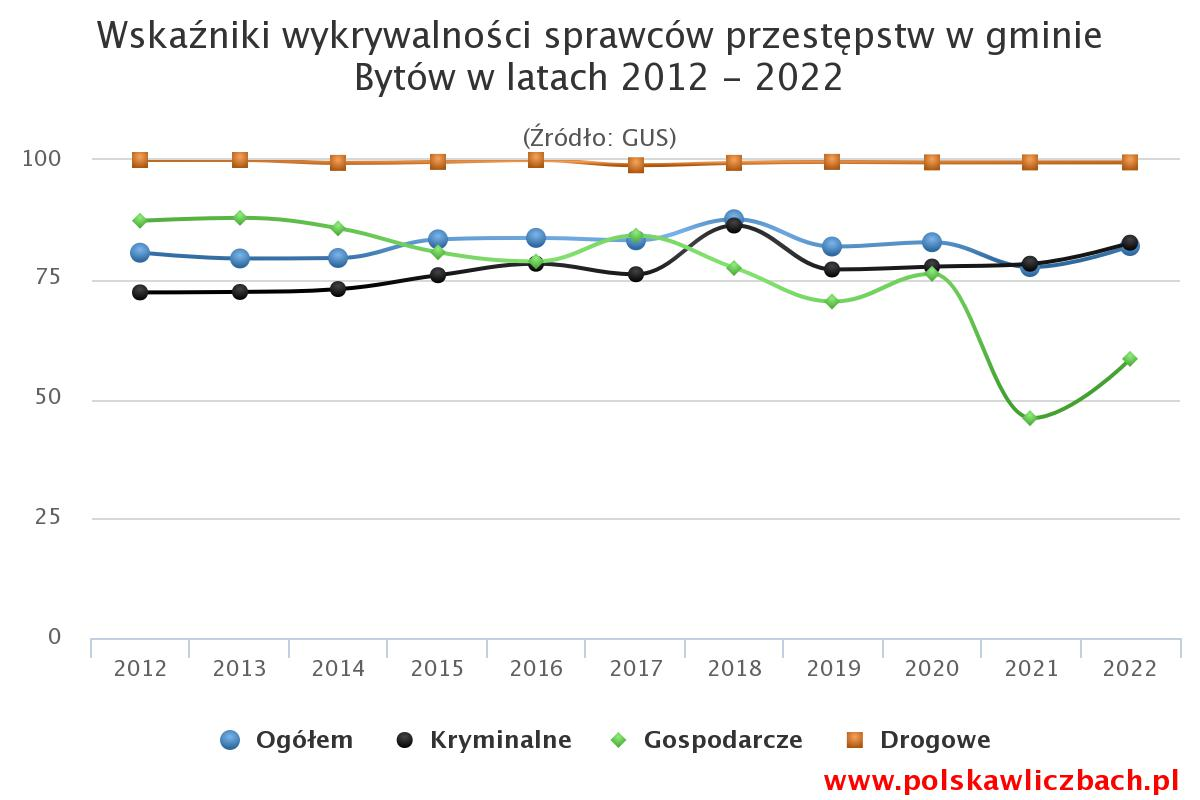 Wskaźniki wykrywalności sprawców przestępstw w gminie
Bytów w latach 2012 - 2022
(Źródło: GUS)
100
75
50
25
0
2012 2013 2014 2015 2016 2017 2018 2019 2020 2021 2022
Ogółem Kryminalne Gospodarcze Drogowe
www.polskawliczbach.pl